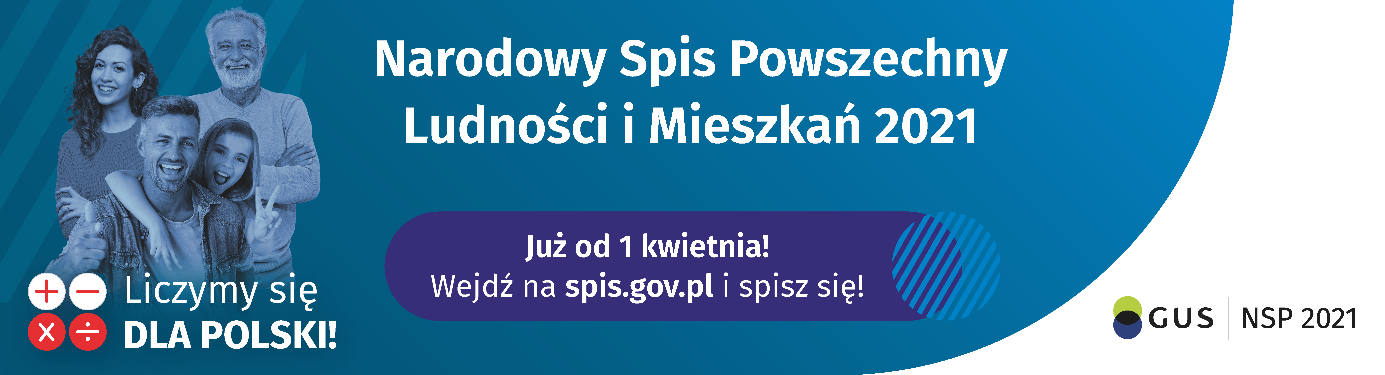 Narodowy Spis Powszechny
Ludności i Mieszkań 2021
Już od 1 kwietnia!
Wejdź na spis.gov.pl i spisz się!
Liczymy się
DLA POLSKI!
GUS | NSP 2021